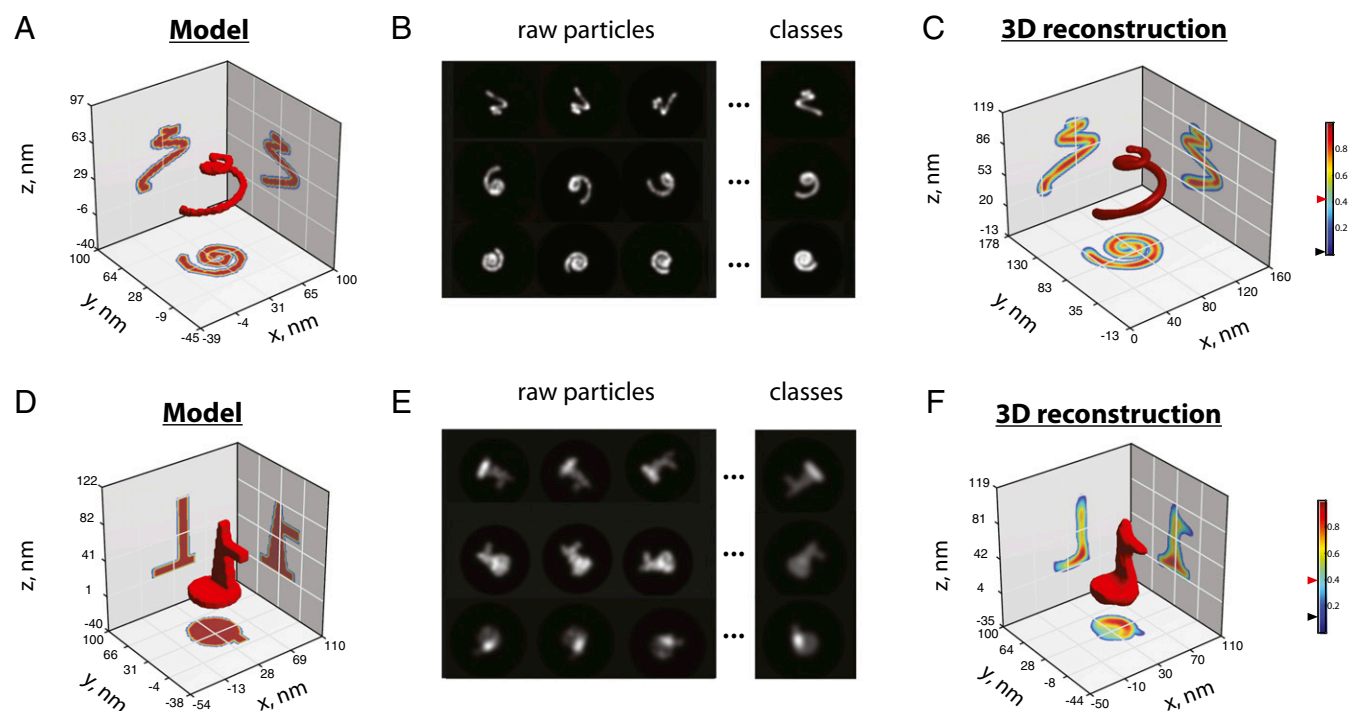 A
Model
97
63
29
-6
-40
z, nm
100
64
28
-9
-45
y, nm
-39
-4
31
65
100
x, nm
B
raw particles
classes
...
...
...
C
3D reconstruction
119
86
53
20
-13
z, nm
178
130
83
35
-13
y, nm
0
40
80
120
160
x, nm
0.8
0.6
0.4
0.2
D
Model
122
82
41
1
-40
z, nm
100
66
31
-4
-38
y, nm
-54
-13
28
69
110
x, nm
E
raw particles
classes
...
...
...
F
3D reconstruction
119
81
42
4
-35
z, nm
100
64
28
-8
-44
y, nm
-50
-10
30
70
110
x, nm
0.8
0.6
0.4
0.2